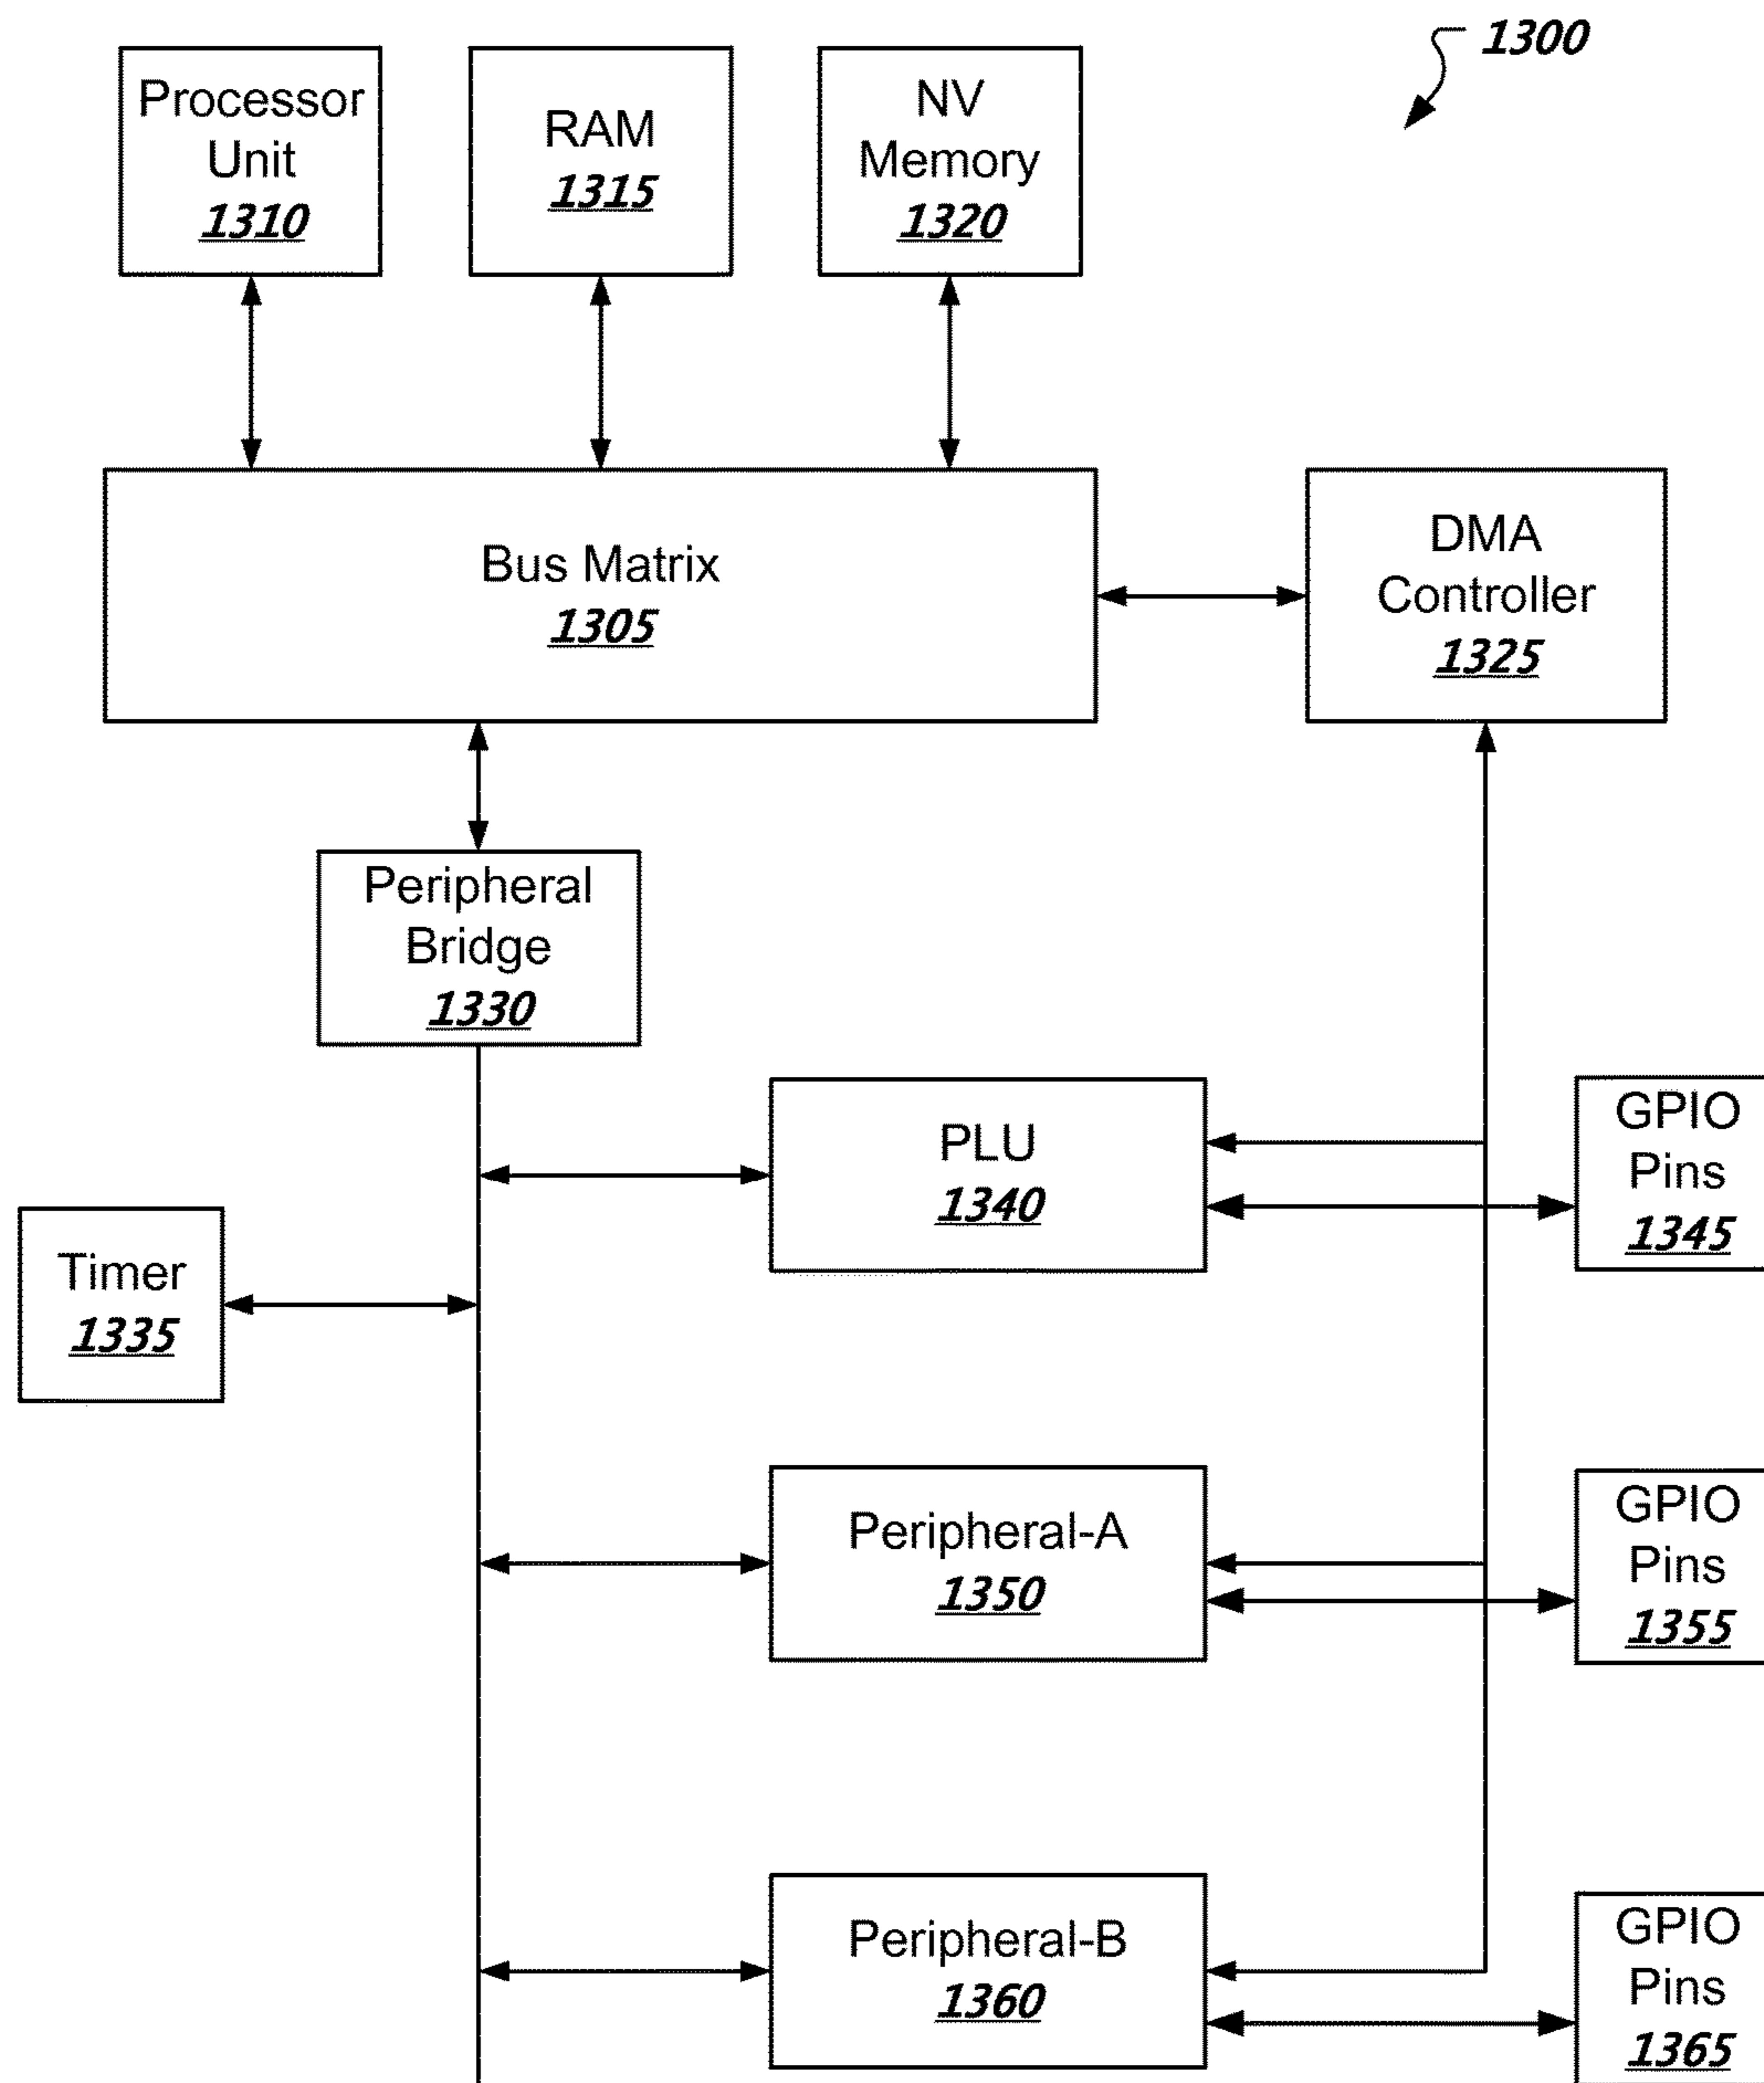 1300
Processor
Unit
1310
RAM
1315
NV
Memory
1320
Bus Matrix
1305
DMA
Controller
1325
Peripheral
Bridge
1330
PLU
1340
GPIO
Pins
1345
Timer
1335
Peripheral-A
1350
GPIO
Pins
1355
Peripheral-B
1360
GPIO
Pins
1365